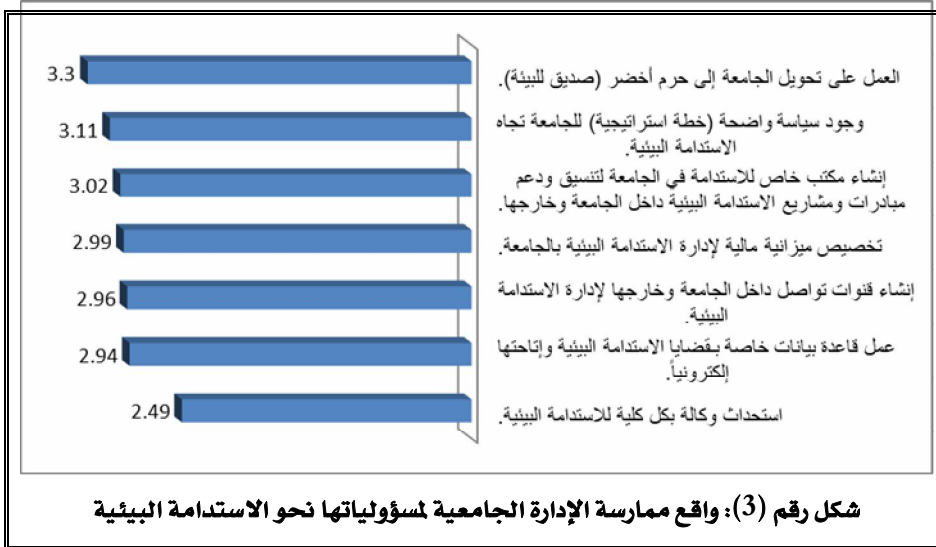 العمل على تحويل الجامعة إلى حرم أخضر (صديق للبيئة).
3.3
وجود سياسة واضحة (خطة استراتيجية) للجامعة تجاه
الاستدامة البيئية.
3.11
إنشاء مكتب خاص للاستدامة في الجامعة لتنسيق ودعم
مبادرات ومشاريع الاستدامة البيئية داخل الجامعة وخارجها.
3.02
تخصيص ميزانية مالية لإدارة الاستدامة البيئية بالجامعة.
2.99
إنشاء قنوات تواصل داخل الجامعة وخارجها لإدارة الاستدامة
البيئية.
2.96
عمل قاعدة بيانات خاصة بقضايا الاستدامة البيئية وإتاحتها
إلكترونياً.
2.94
استحداث وكالة بكل كلية للاستدامة البيئية.
2.49
شكل رقم (3): واقع ممارسة الإدارة الجامعية لمسؤولياتها نحو الاستدامة البيئية